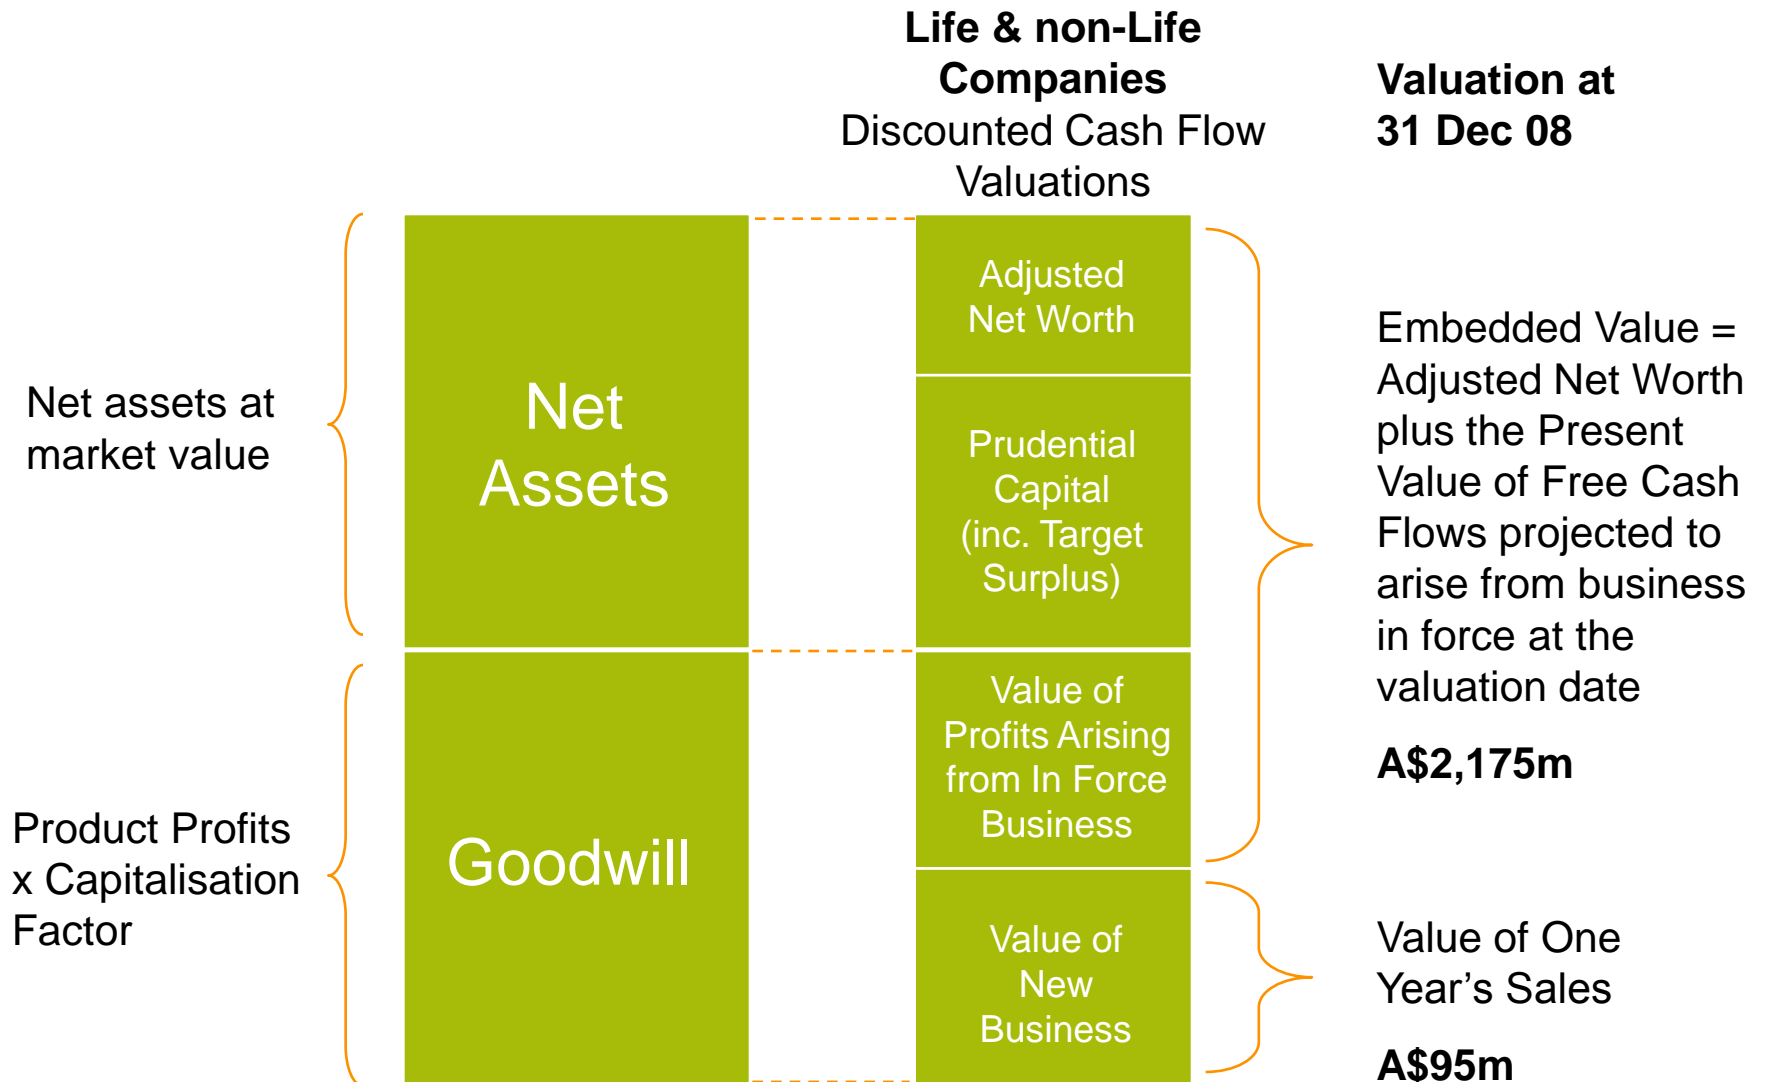 Life & non-Life
Companies
Discounted Cash Flow
Valuations
Valuation at
31 Dec 08
Net assets at
market value
Net
Assets
Adjusted
Net Worth
Prudential
Capital
(inc. Target
Surplus)
Embedded Value =
Adjusted Net Worth
plus the Present
Value of Free Cash
Flows projected to
arise from business
in force at the
valuation date
A$2,175m
Product Profits
x Capitalisation
Factor
Goodwill
Value of
Profits Arising
from In Force
Business
Value of
New
Business
Value of One
Year’s Sales
A$95m